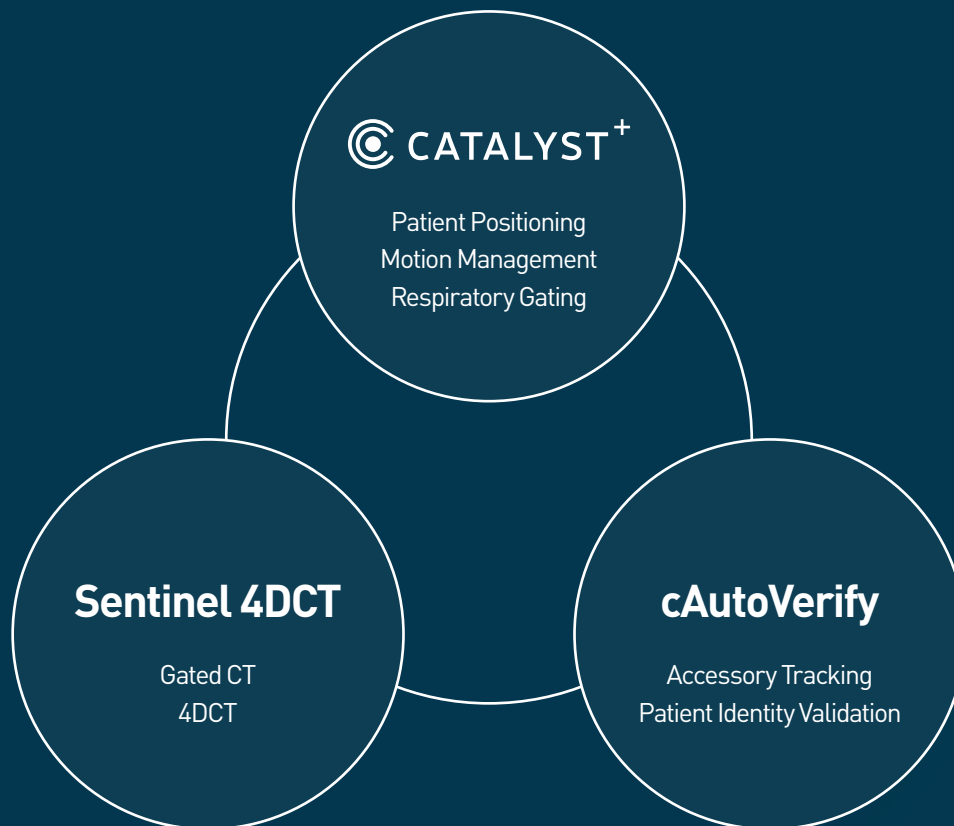 CATALYST+
Patient Positioning
Motion Management
Respiratory Gating
Sentinel 4DCT
Gated CT
4DCT
cAutoVerify
Accessory Tracking
Patient Identity Validation